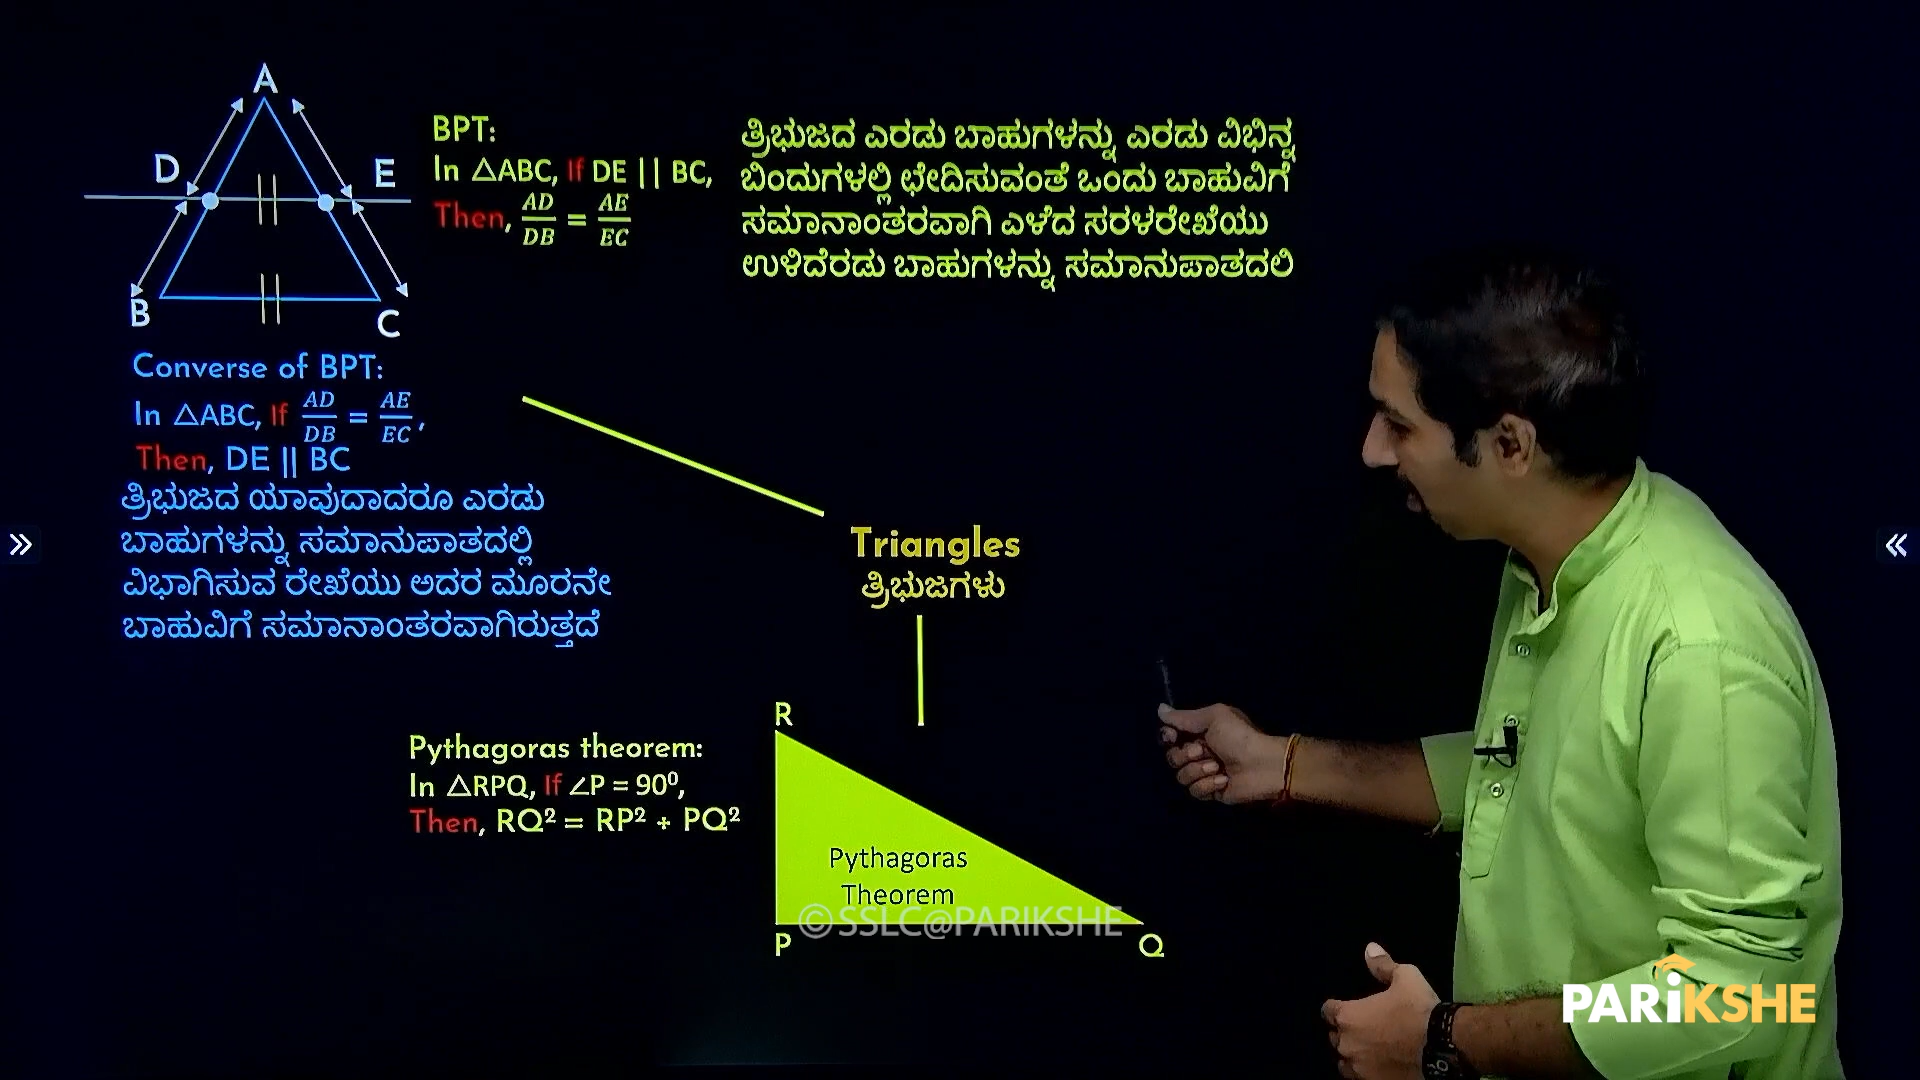 A
D
E
B
C
BPT:
In △ABC, If DE || BC,
Then, AD/DB = AE/EC
ತ್ರಿಭುಜದ ಎರಡು ಬಾಹುಗಳನ್ನು ಎರಡು ವಿಭಿನ್ನ
ಬಿಂದುಗಳಲ್ಲಿ ಛೇದಿಸುವಂತೆ ಒಂದು ಬಾಹುವಿಗೆ
ಸಮಾನಾಂತರವಾಗಿ ಎಳೆದ ಸರಳರೇಖೆಯು
ಉಳಿದೆರಡು ಬಾಹುಗಳನ್ನು ಸಮಾನುಪಾತದಲಿ
Converse of BPT:
In △ABC, If AD/DB = AE/EC,
Then, DE || BC
ತ್ರಿಭುಜದ ಯಾವುದಾದರೂ ಎರಡು
ಬಾಹುಗಳನ್ನು ಸಮಾನುಪಾತದಲ್ಲಿ
ವಿಭಾಗಿಸುವ ರೇಖೆಯು ಅದರ ಮೂರನೇ
ಬಾಹುವಿಗೆ ಸಮಾನಾಂತರವಾಗಿರುತ್ತದೆ
Triangles
ತ್ರಿಭುಜಗಳು
Pythagoras theorem:
In △RPQ, If ∠P = 90⁰,
Then, RQ² = RP² + PQ²
R
Pythagoras
Theorem
©SSLC@PARIKSHE
P
Q
PARiKSHE